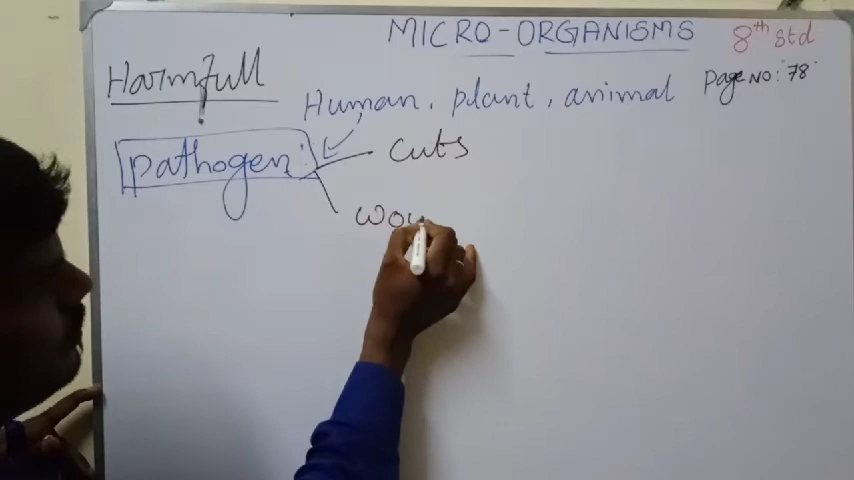 MICRO-ORGANISMS 8th std
Harmfull
Page No: 78
Human, plant, animal
pathogen:
cuts
wou